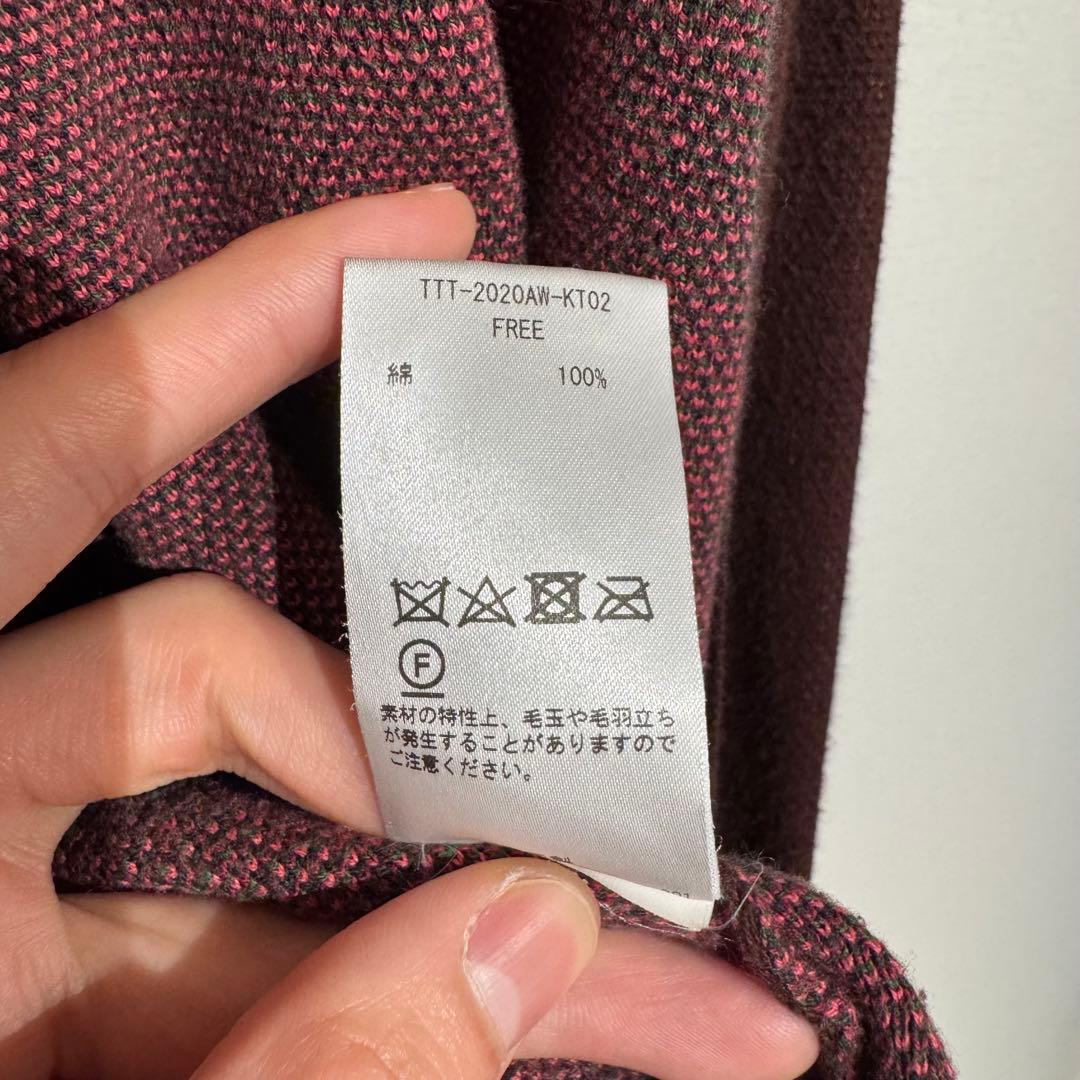 TTT-2020AW-KT02
FREE
綿 100%
F
素材の特性上、毛玉や毛羽立ち
が発生することがありますので
ご注意ください。